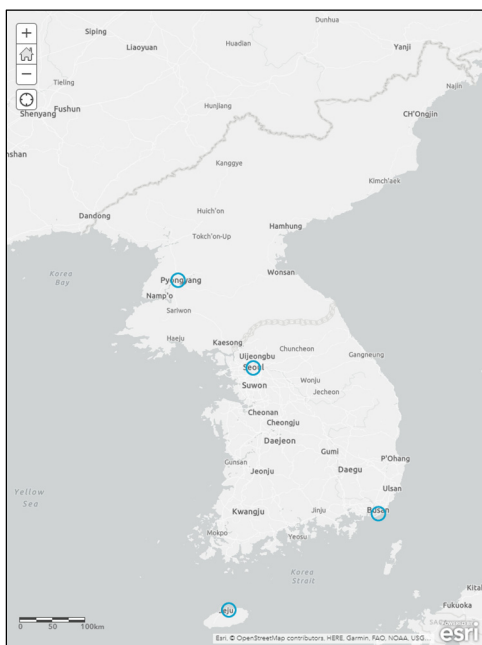 Dunhua
Siping
Huadian
Liaoyuan
Yanji
Tieling
Najin
Fushun
Hunjiang
CH'Ongjin
Shenyang
nshan
Kanggye
Kimch'aek
Huich'on
Dandong
Hamhung
Tokch'on-Up
Korea
Bay
Wonsan
Pyongyang
Namp'o
Sariwon
Haeju
Kaesong
Chuncheon
Uijeongbu
Gangneung
Seoul
Wonju
Suwon
Jecheon
Cheonan
Cheongju
Daejeon
Gumi
P'Ohang
Gunsan
Jeonju
Daegu
Ulsan
Yellow
Sea
Kwangju
Jinju
Busan
Mokpo
Yeosu
Korea
Strait
Kita
Fukuoka
Jeju
SAGA
POWERED BY
esri
0 50 100km
Esri, © OpenStreetMap contributors, HERE, Garmin, FAO, NOAA, USG...